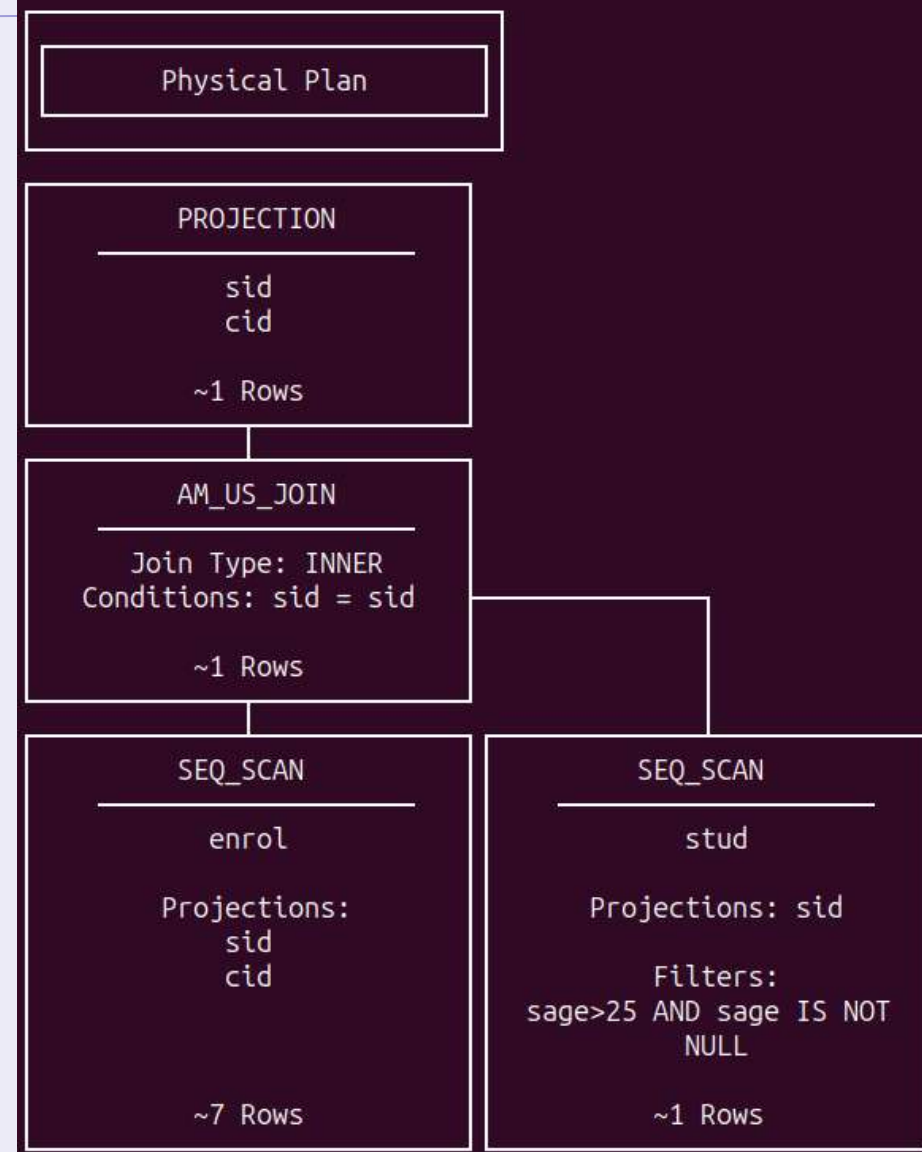 Physical Plan
PROJECTION
sid
cid
~1 Rows
AM_US_JOIN
Join Type: INNER
Conditions: sid = sid
~1 Rows
SEQ_SCAN
enrol
Projections:
sid
cid
~7 Rows
SEQ_SCAN
stud
Projections: sid
Filters:
sage>25 AND sage IS NOT
NULL
~1 Rows